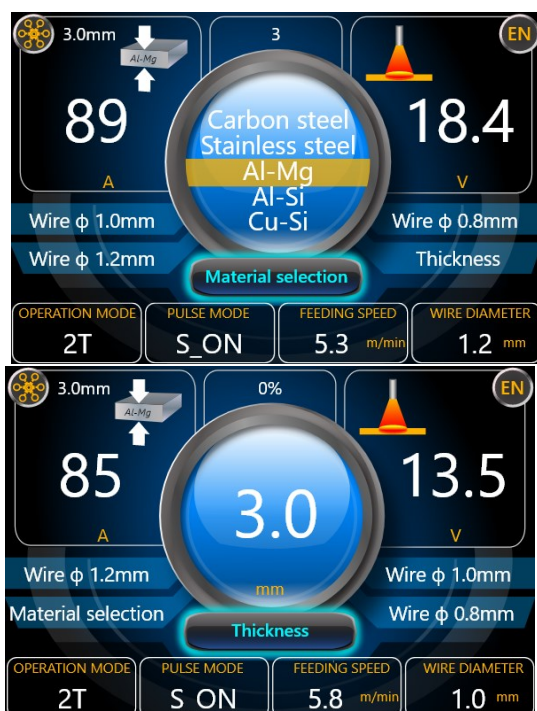 3.0mm
3
EN
Al-Mg
89
A
18.4
V
Carbon steel
Stainless steel
Al-Mg
Al-Si
Cu-Si
Wire ф 1.0mm
Wire ф 0.8mm
Wire ф 1.2mm
Thickness
Material selection
OPERATION MODE
2T
PULSE MODE
S_ON
FEEDING SPEED
5.3 m/min
WIRE DIAMETER
1.2 mm
3.0mm
0%
EN
Al-Mg
85
A
13.5
V
3.0
mm
Wire ф 1.2mm
Wire ф 1.0mm
Material selection
Wire ф 0.8mm
Thickness
OPERATION MODE
2T
PULSE MODE
S ON
FEEDING SPEED
5.8 m/min
WIRE DIAMETER
1.0 mm